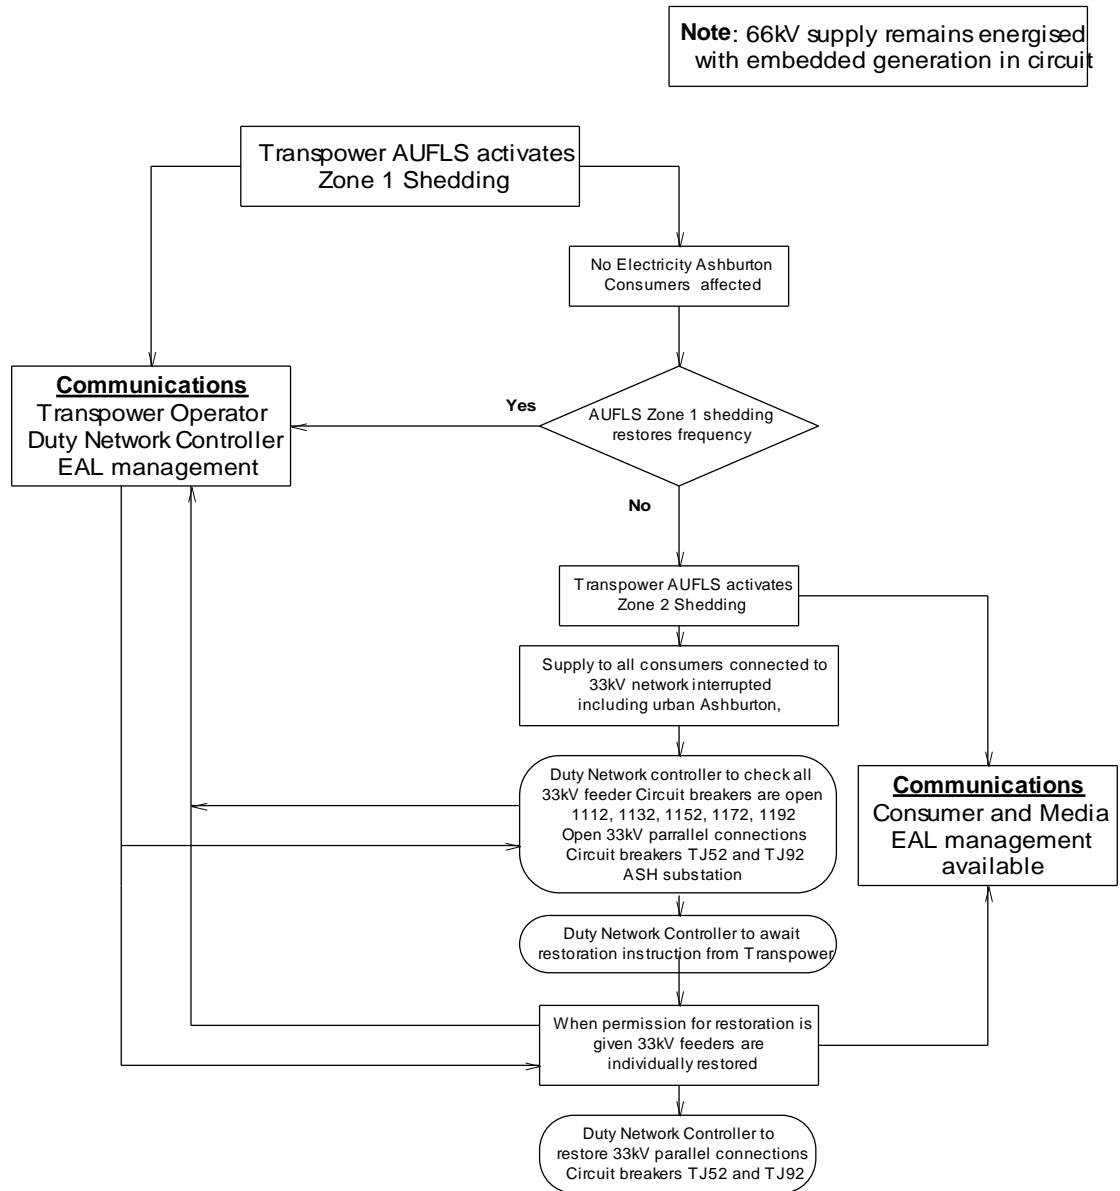 Note: 66kV supply remains energised
with embedded generation in circuit
Transpower AUFLS activates
Zone 1 Shedding
No Electricity Ashburton
Consumers affected
Communications
Transpower Operator
Duty Network Controller
EAL management
Yes
AUFLS Zone 1 shedding
restores frequency
No
Transpower AUFLS activates
Zone 2 Shedding
Supply to all consumers connected to
33kV network interrupted
including urban Ashburton,
Duty Network controller to check all
33kV feeder Circuit breakers are open
1112, 1132, 1152, 1172, 1192
Open 33kV parrallel connections
Circuit breakers TJ52 and TJ92
ASH substation
Communications
Consumer and Media
EAL management
available
Duty Network Controller to await
restoration instruction from Transpower
When permission for restoration is
given 33kV feeders are
individually restored
Duty Network Controller to
restore 33kV parallel connections
Circuit breakers TJ52 and TJ92